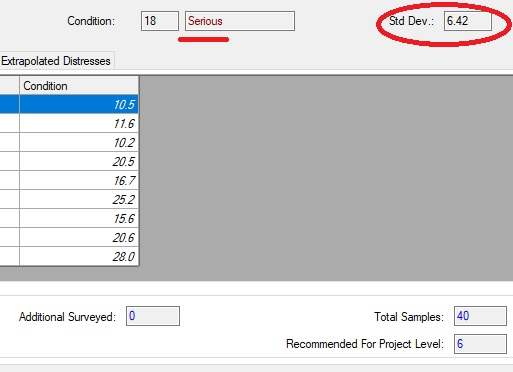 Condition: 18 Serious Std Dev.: 6.42
Extrapolated Distresses
Condition
10.5
11.6
10.2
20.5
16.7
25.2
15.6
20.6
28.0
Additional Surveyed: 0 Total Samples: 40
Recommended For Project Level: 6